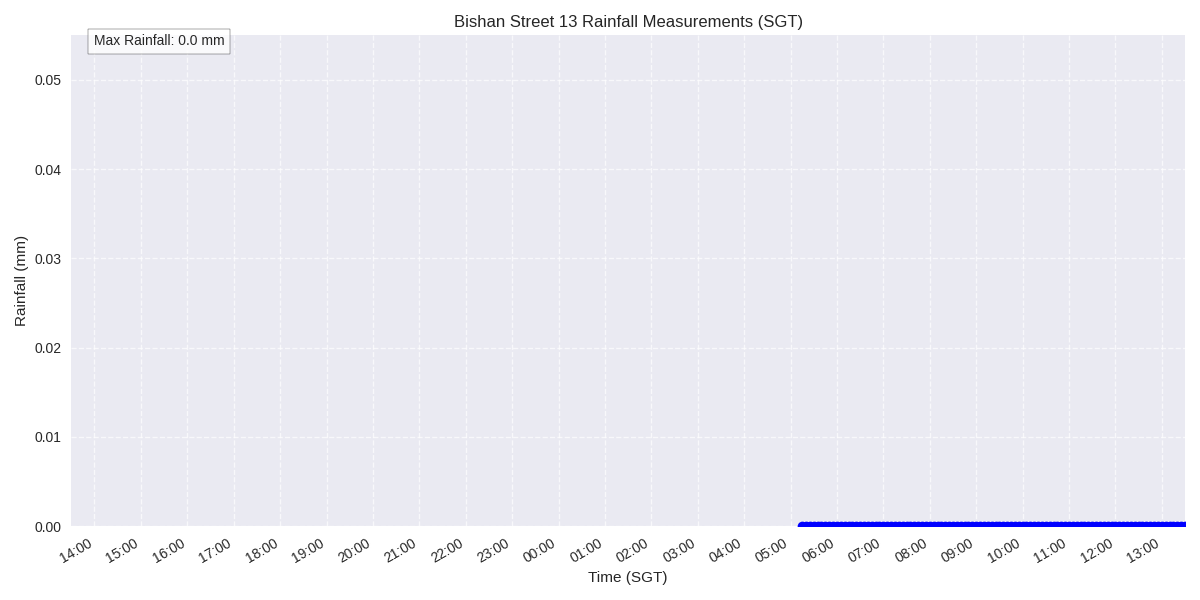 Bishan Street 13 Rainfall Measurements (SGT)
Max Rainfall: 0.0 mm
0.05
0.04
0.03
0.02
0.01
0.00
Rainfall (mm)
14:00 15:00 16:00 17:00 18:00 19:00 20:00 21:00 22:00 23:00 00:00 01:00 02:00 03:00 04:00 05:00 06:00 07:00 08:00 09:00 10:00 11:00 12:00 13:00
Time (SGT)